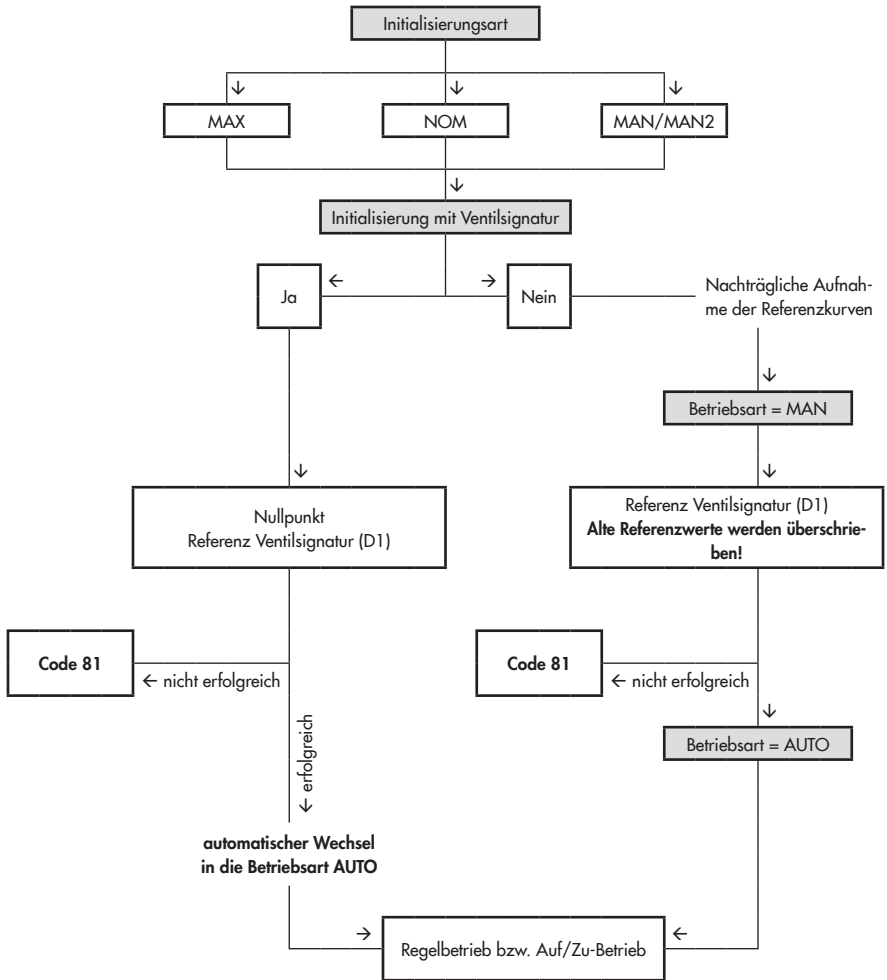 Initialisierungsart
MAX
NOM
MAN/MAN2
Initialisierung mit Ventilsignatur
Ja
Nein
Nachträgliche Aufnah-
me der Referenzkurven
Betriebsart = MAN
Nullpunkt
Referenz Ventilsignatur (D1)
Referenz Ventilsignatur (D1)
Alte Referenzwerte werden überschrie-
ben!
Code 81
← nicht erfolgreich
Code 81
← nicht erfolgreich
← erfolgreich
Betriebsart = AUTO
automatischer Wechsel
in die Betriebsart AUTO
Regelbetrieb bzw. Auf/Zu-Betrieb